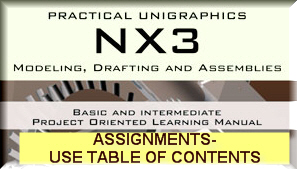 PRACTICAL UNIGRAPHICS
NX3
MODELING, DRAFTING AND ASSEMBLIES
BASIC AND INTERMEDIATE
PROJECT ORIENTED LEARNING MANUAL
ASSIGNMENTS-
USE TABLE OF CONTENTS